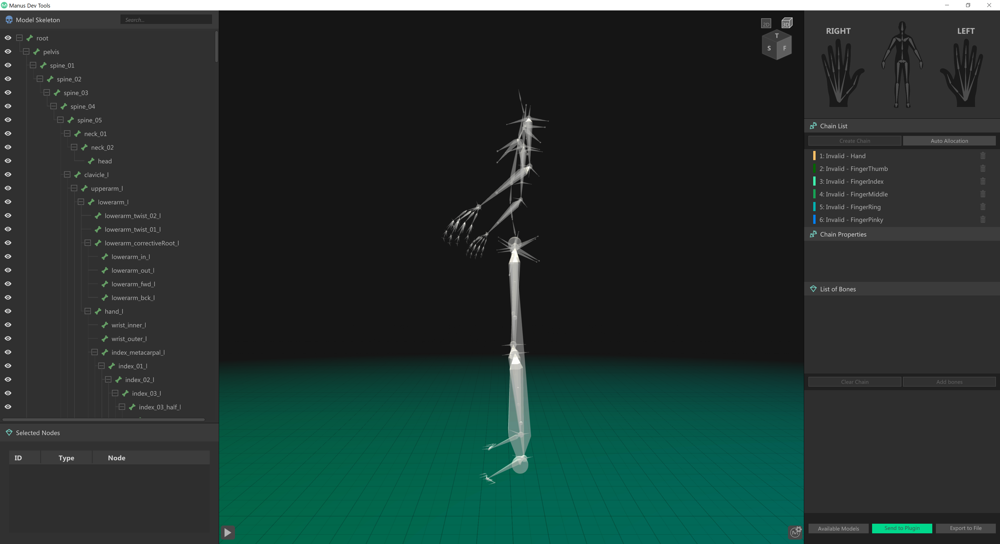 Manus Dev Tools
Model Skeleton
Search...
root
pelvis
spine_01
spine_02
spine_03
spine_04
spine_05
neck_01
neck_02
head
clavicle_l
upperarm_l
lowerarm_l
lowerarm_twist_02_l
lowerarm_twist_01_l
lowerarm_correctiveRoot_l
lowerarm_in_l
lowerarm_out_l
lowerarm_fwd_l
lowerarm_bck_l
hand_l
wrist_inner_l
wrist_outer_l
index_metacarpal_l
index_01_l
index_02_l
index_03_l
index_03_half_l
Selected Nodes
ID Type Node
2D 3D
T
S F
RIGHT LEFT
Chain List
Create Chain Auto Allocation
1: Invalid - Hand
2: Invalid - FingerThumb
3: Invalid - FingerIndex
4: Invalid - FingerMiddle
5: Invalid - FingerRing
6: Invalid - FingerPinky
Chain Properties
List of Bones
Clear Chain Add bones
Available Models Send to Plugin Export to File